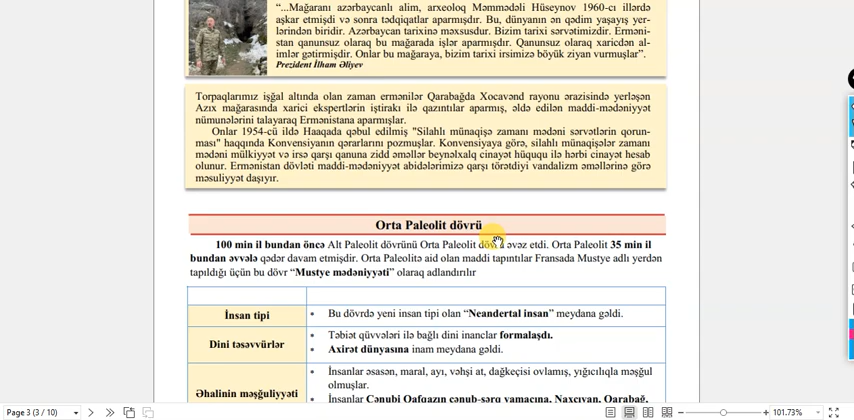 “...Mağaranı azərbaycanlı alim, arxeoloq Məmmədəli Hüseynov 1960-cı illərdə
aşkar etmişdi və sonra tədqiqatlar aparmışdır. Bu, dünyanın ən qədim yaşayış yer-
lərindən biridir. Azərbaycan tarixinə məxsusdur. Bizim tarixi sərvətimizdir. Erməni-
stan qanunsuz olaraq bu mağarada işlər aparmışdır. Qanunsuz olaraq xaricdən al-
imlər gətirmişdir. Onlar bu mağaraya, bizim tarixi irsimizə böyük ziyan vurmuşlar”.
Prezident İlham Əliyev
Torpaqlarımız işğal altında olan zaman ermənilər Qarabağda Xocavənd rayonu ərazisində yerləşən
Azıx mağarasında xarici ekspertlərin iştirakı ilə qazıntılar aparmış, əldə edilən maddi-mədəniyyət
nümunələrini talayaraq Ermənistana aparmışlar.
Onlar 1954-cü ildə Haaqada qəbul edilmiş "Silahlı münaqişə zamanı mədəni sərvətlərin qorun-
ması" haqqında Konvensiyanın qərarlarını pozmuşlar. Konvensiyaya görə, silahlı münaqişələr zamanı
mədəni mülkiyyət və irsə qarşı qanuna zidd əməllər beynəlxalq cinayət hüququ ilə hərbi cinayət hesab
olunur. Ermənistan dövləti maddi-mədəniyyət abidələrimizə qarşı törətdiyi vandalizm əməllərinə görə
məsuliyyət daşıyır.
Orta Paleolit dövrü
100 min il bundan öncə Alt Paleolit dövrünü Orta Paleolit dövrü əvəz etdi. Orta Paleolit 35 min il
bundan əvvələ qədər davam etmişdir. Orta Paleolitə aid olan maddi tapıntılar Fransada Mustye adlı yerdən
tapıldığı üçün bu dövr “Mustye mədəniyyəti” olaraq adlandırılır
İnsan tipi
• Bu dövrdə yeni insan tipi olan “Neandertal insan” meydana gəldi.
Dini təsəvvürlər
• Təbiət qüvvələri ilə bağlı dini inanclar formalaşdı.
• Axirət dünyasına inam meydana gəldi.
Əhalinin məşğuliyyəti
• İnsanlar əsasən, maral, ayı, vəhşi at, dağkeçisi ovlamış, yığıcılıqla məşğul
olmuşlar.
• İnsanlar Cənubi Qafqazın cənub-şərq yamacına, Naxçıvan, Qarabağ,
Page 3 (3 / 10)
101.73%